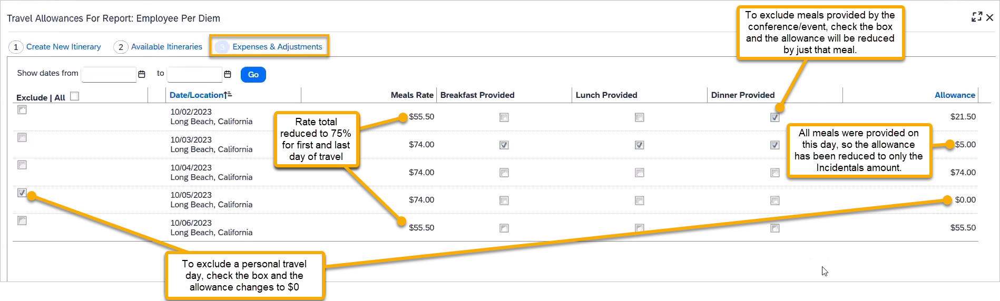 Travel Allowances For Report: Employee Per Diem
To exclude meals provided by the
conference/event, check the box
and the allowance will be reduced
by just that meal.
1 Create New Itinerary 2 Available Itineraries 3 Expenses & Adjustments
Show dates from to Go
Exclude | All Date/Location Meals Rate Breakfast Provided Lunch Provided Dinner Provided Allowance
10/02/2023
Long Beach, California
$55.50 $21.50
10/03/2023
Long Beach, California
$74.00 $5.00
10/04/2023
Long Beach, California
$74.00 $74.00
10/05/2023
Long Beach, California
$74.00 $0.00
10/06/2023
Long Beach, California
$55.50 $55.50
Rate total
reduced to 75%
for first and last
day of travel
All meals were provided on
this day, so the allowance
has been reduced to only the
Incidentals amount.
To exclude a personal travel
day, check the box and the
allowance changes to $0